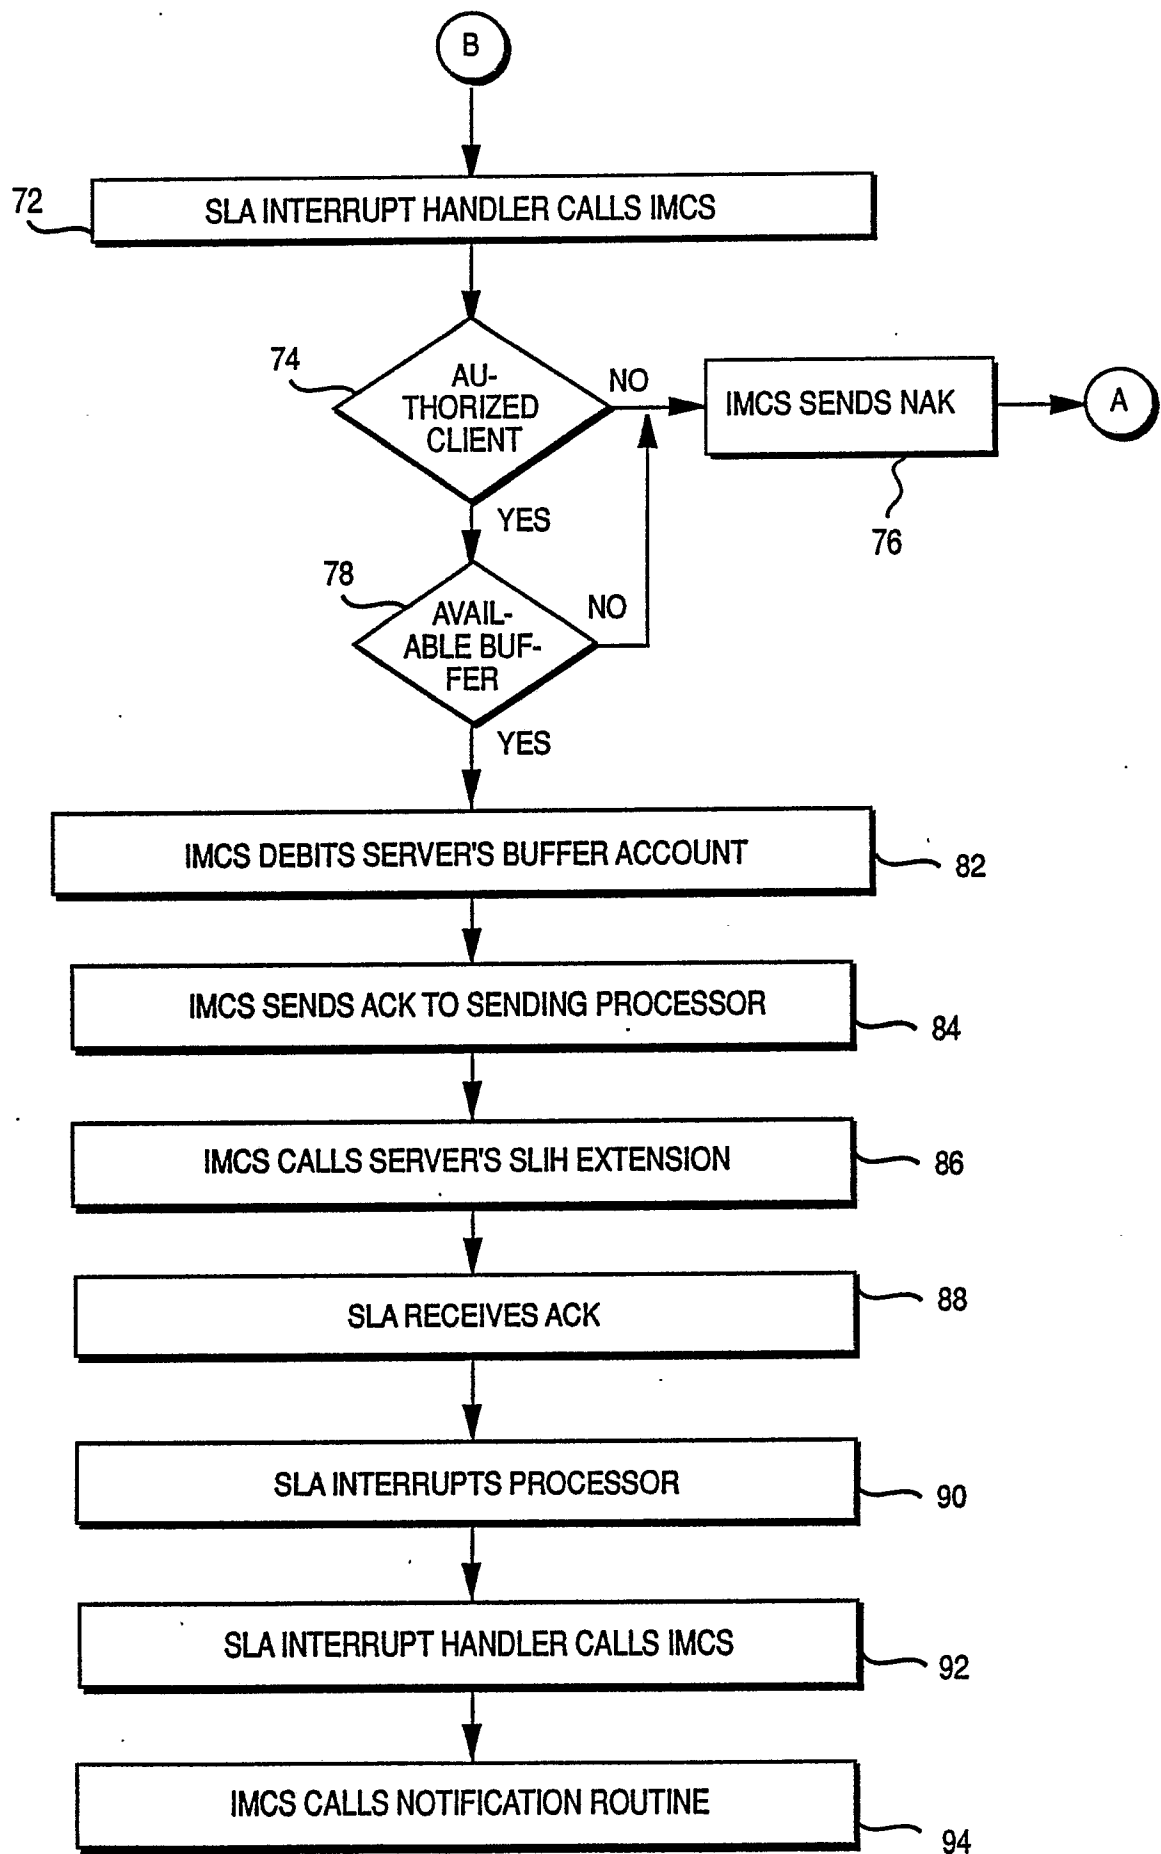 B
72
SLA INTERRUPT HANDLER CALLS IMCS
74
AU-
THORIZED
CLIENT
NO
IMCS SENDS NAK
A
76
YES
78
AVAIL-
ABLE BUF-
FER
NO
YES
IMCS DEBITS SERVER'S BUFFER ACCOUNT
82
IMCS SENDS ACK TO SENDING PROCESSOR
84
IMCS CALLS SERVER'S SLIH EXTENSION
86
SLA RECEIVES ACK
88
SLA INTERRUPTS PROCESSOR
90
SLA INTERRUPT HANDLER CALLS IMCS
92
IMCS CALLS NOTIFICATION ROUTINE
94